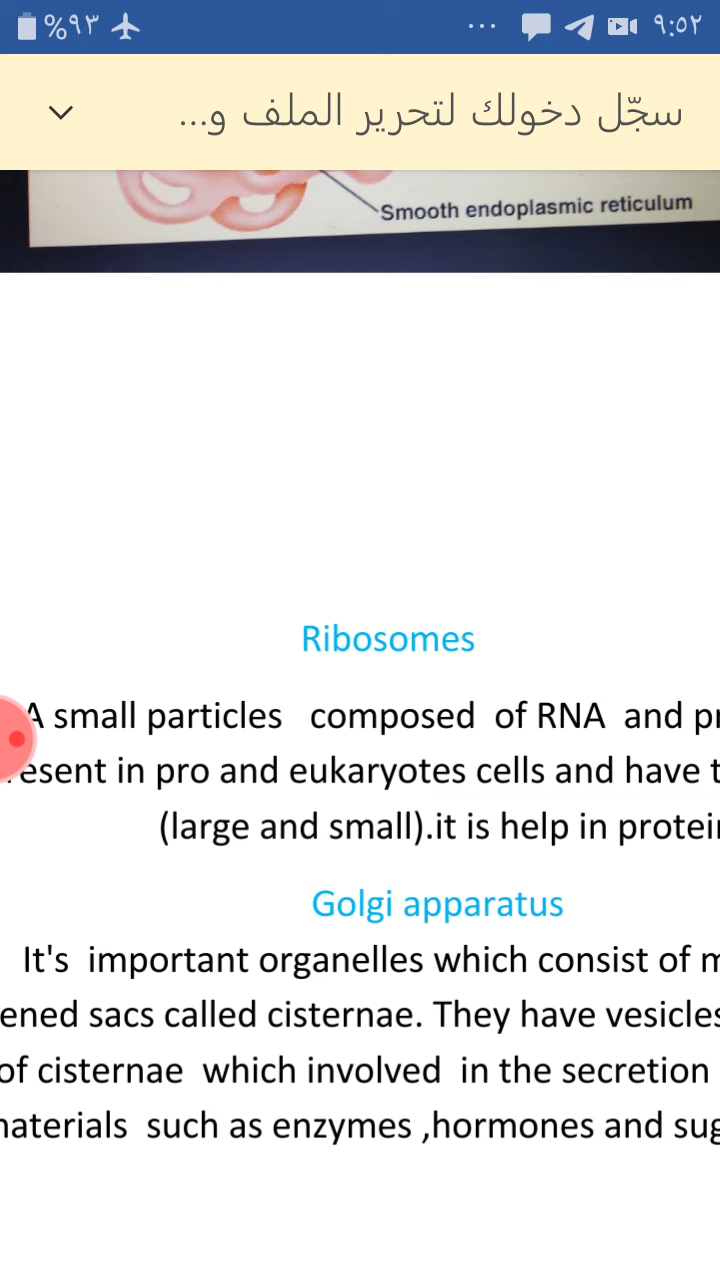 %٩٣ ... ٩:٥٢
سجّل دخولك لتحرير الملف و...
Smooth endoplasmic reticulum
Ribosomes
A small particles composed of RNA and
esent in pro and eukaryotes cells and have
(large and small).it is help in
Golgi apparatus
It's important organelles which consist of
ened sacs called cisternae. They have vesicles
of cisternae which involved in the secretion
materials such as enzymes ,hormones and